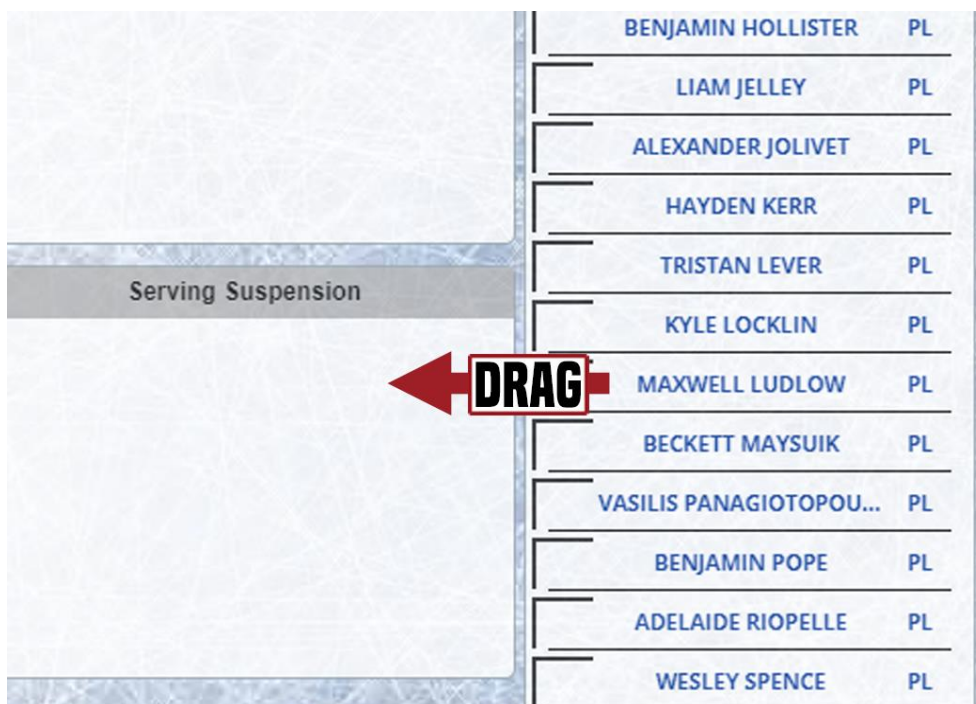 BENJAMIN HOLLISTER PL
LIAM JELLEY PL
ALEXANDER JOLIVET PL
HAYDEN KERR PL
TRISTAN LEVER PL
Serving Suspension
KYLE LOCKLIN PL
DRAG
MAXWELL LUDLOW PL
BECKETT MAYSUIK PL
VASILIS PANAGIOTOPOU... PL
BENJAMIN POPE PL
ADELAIDE RIOPELLE PL
WESLEY SPENCE PL